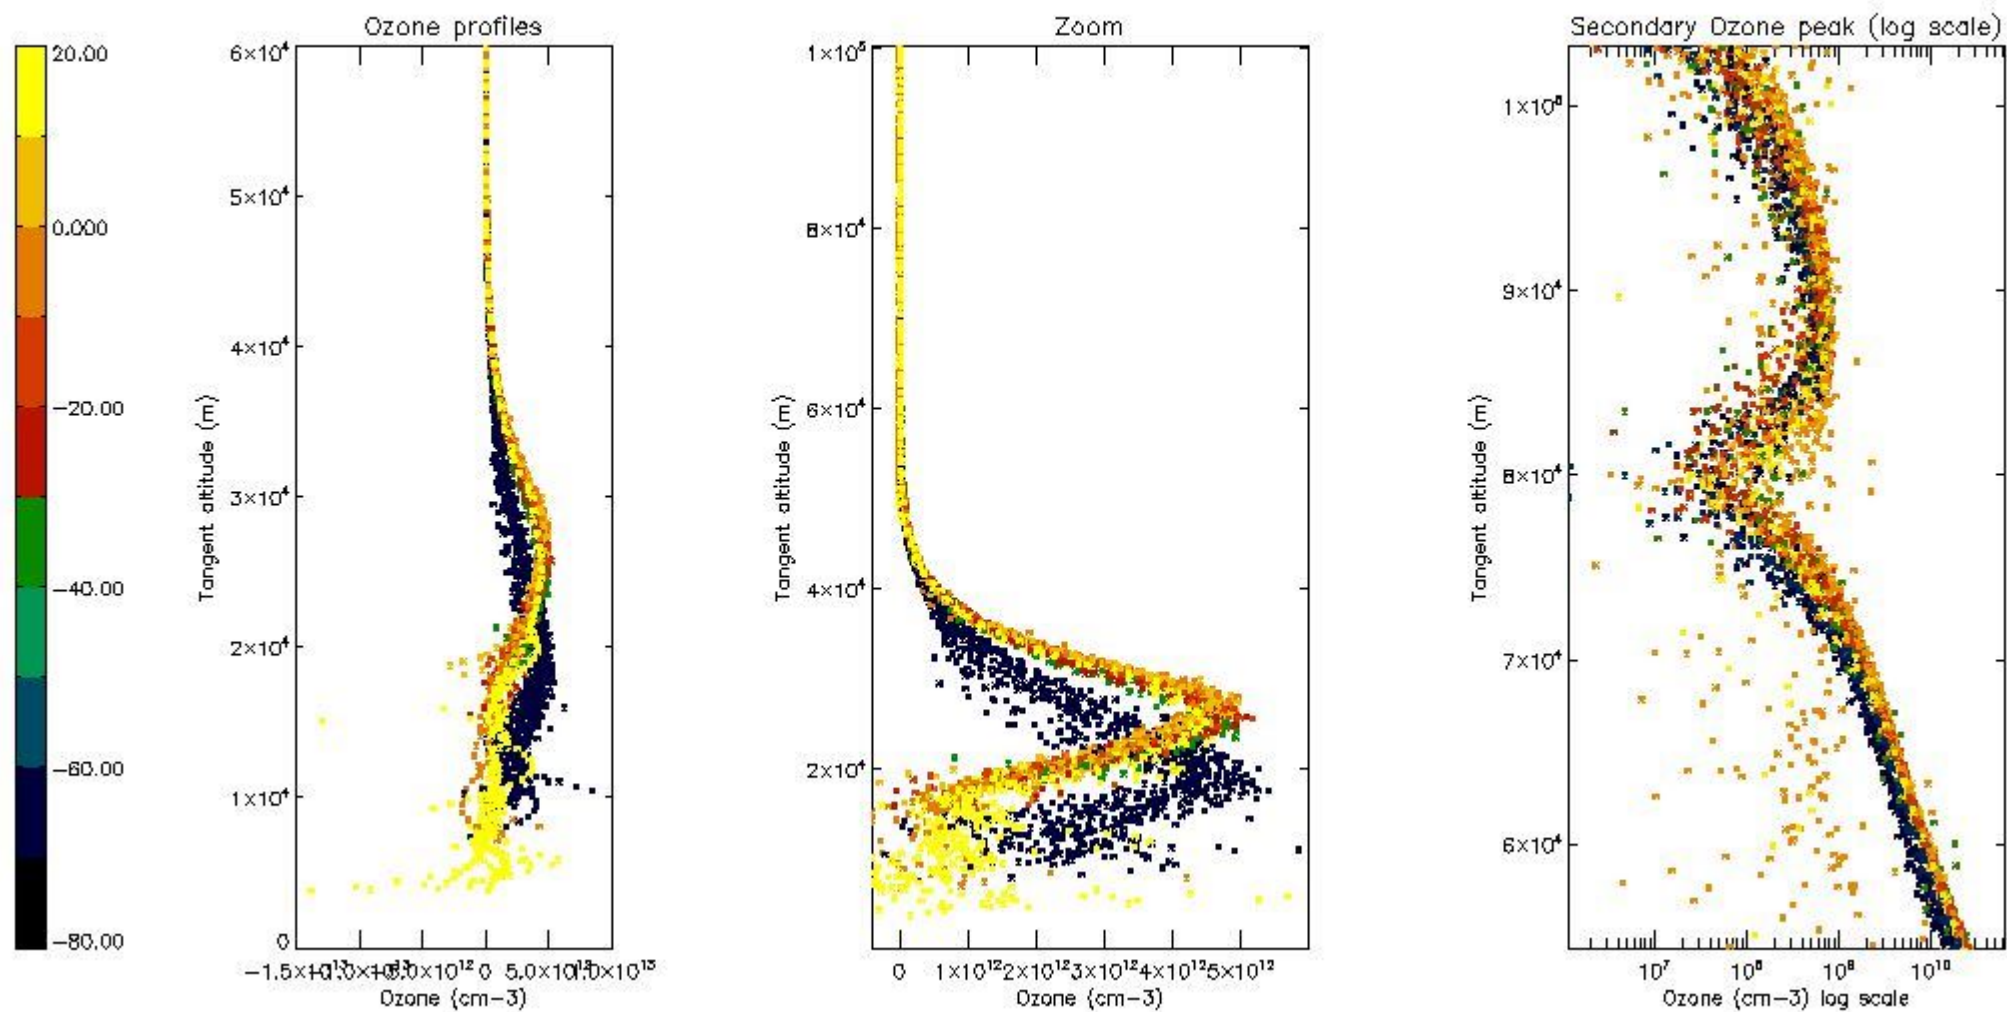 Ozone profiles
Zoom
Secondary Ozone peak (log scale)
20.00
0.000
−20.00
−40.00
−60.00
−80.00
6×10⁴
5×10⁴
4×10⁴
3×10⁴
2×10⁴
1×10⁴
0
Tangent altitude (m)
0
Ozone (cm−3)
1×10⁵
8×10⁴
6×10⁴
4×10⁴
2×10⁴
Tangent altitude (m)
0 1×10¹² 2×10¹² 3×10¹² 4×10¹² 5×10¹²
Ozone (cm−3)
9×10⁴
8×10⁴
7×10⁴
6×10⁴
Tangent altitude (m)
10⁷ 10⁸ 10⁹ 10¹⁰
Ozone (cm−3) log scale